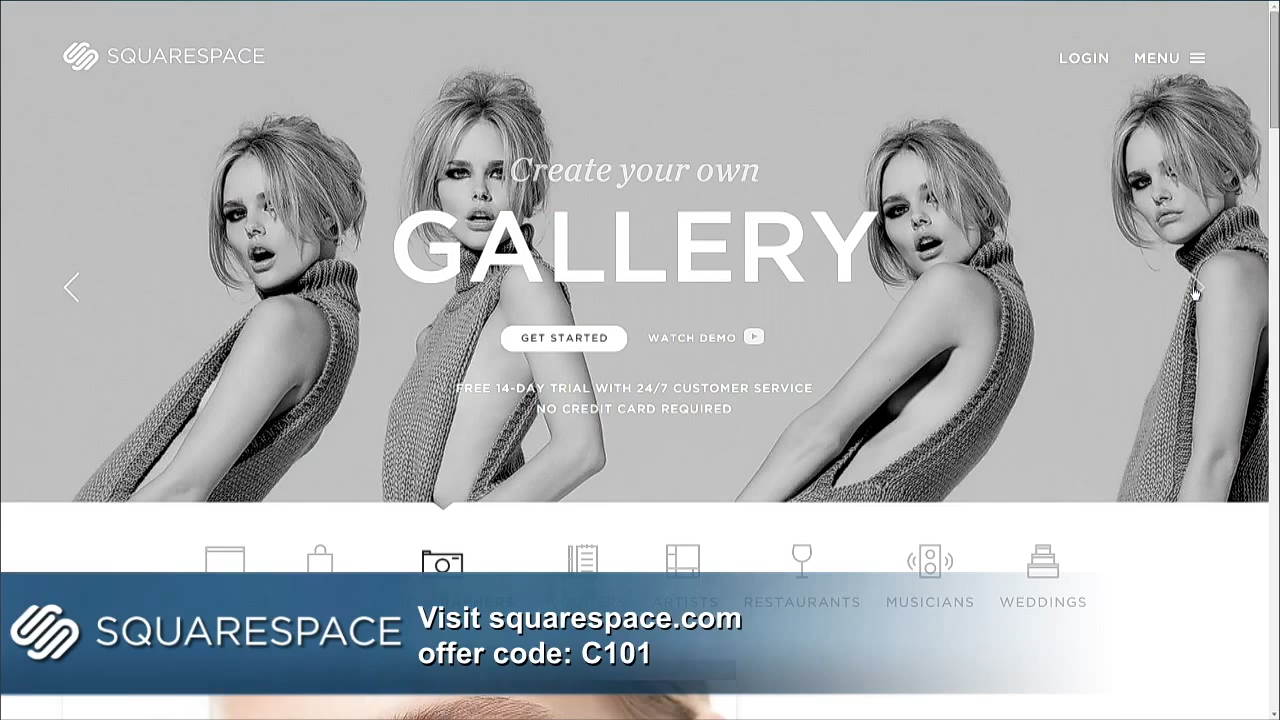 SQUARESPACE
LOGIN MENU
Create your own
GALLERY
GET STARTED WATCH DEMO
FREE 14-DAY TRIAL WITH 24/7 CUSTOMER SERVICE
NO CREDIT CARD REQUIRED
ARTISTS RESTAURANTS MUSICIANS WEDDINGS
SQUARESPACE
Visit squarespace.com
offer code: C101